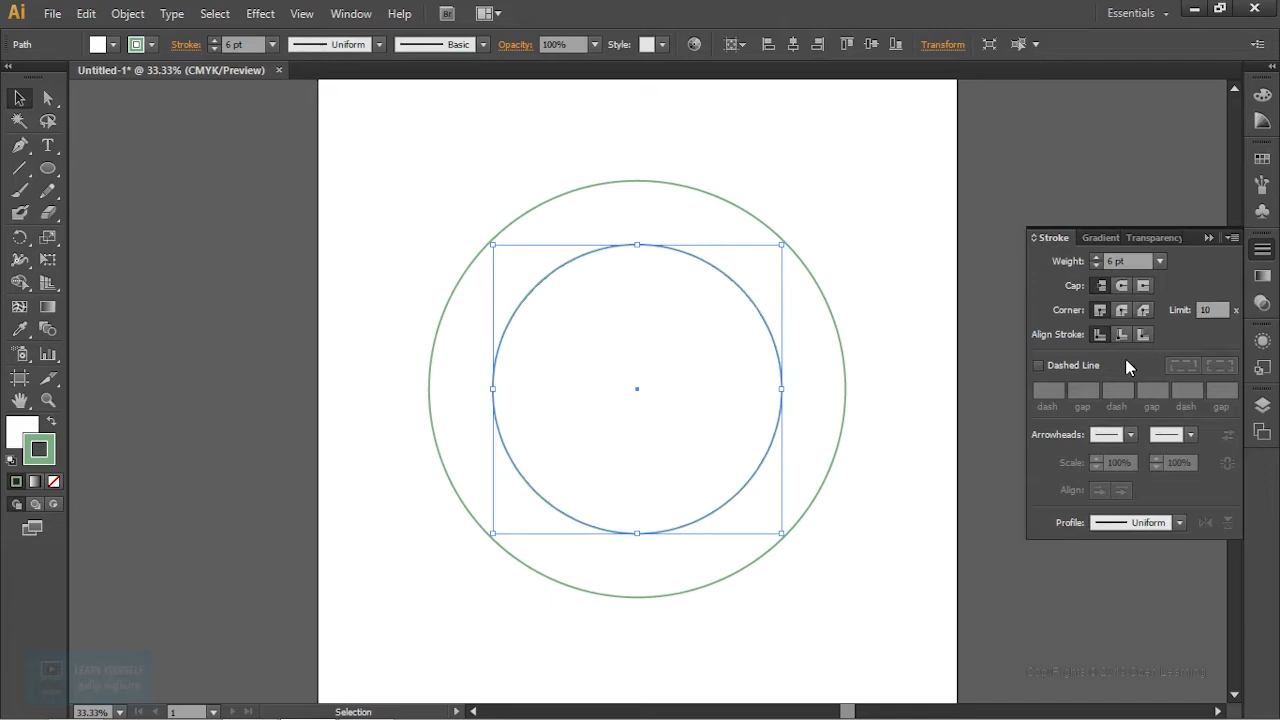 Ai File Edit Object Type Select Effect View Window Help Br Essentials
Path Stroke: 6 pt Uniform Basic Opacity: 100% Style: Transform
Untitled-1* @ 33.33% (CMYK/Preview)
Stroke Gradient Transparency
Weight: 6 pt
Cap:
Corner: Limit: 10 x
Align Stroke:
Dashed Line
dash gap dash gap dash gap
Arrowheads:
Scale: 100% 100%
Align:
Profile: Uniform
LEARN YOURSELF
33.33% 1 Selection